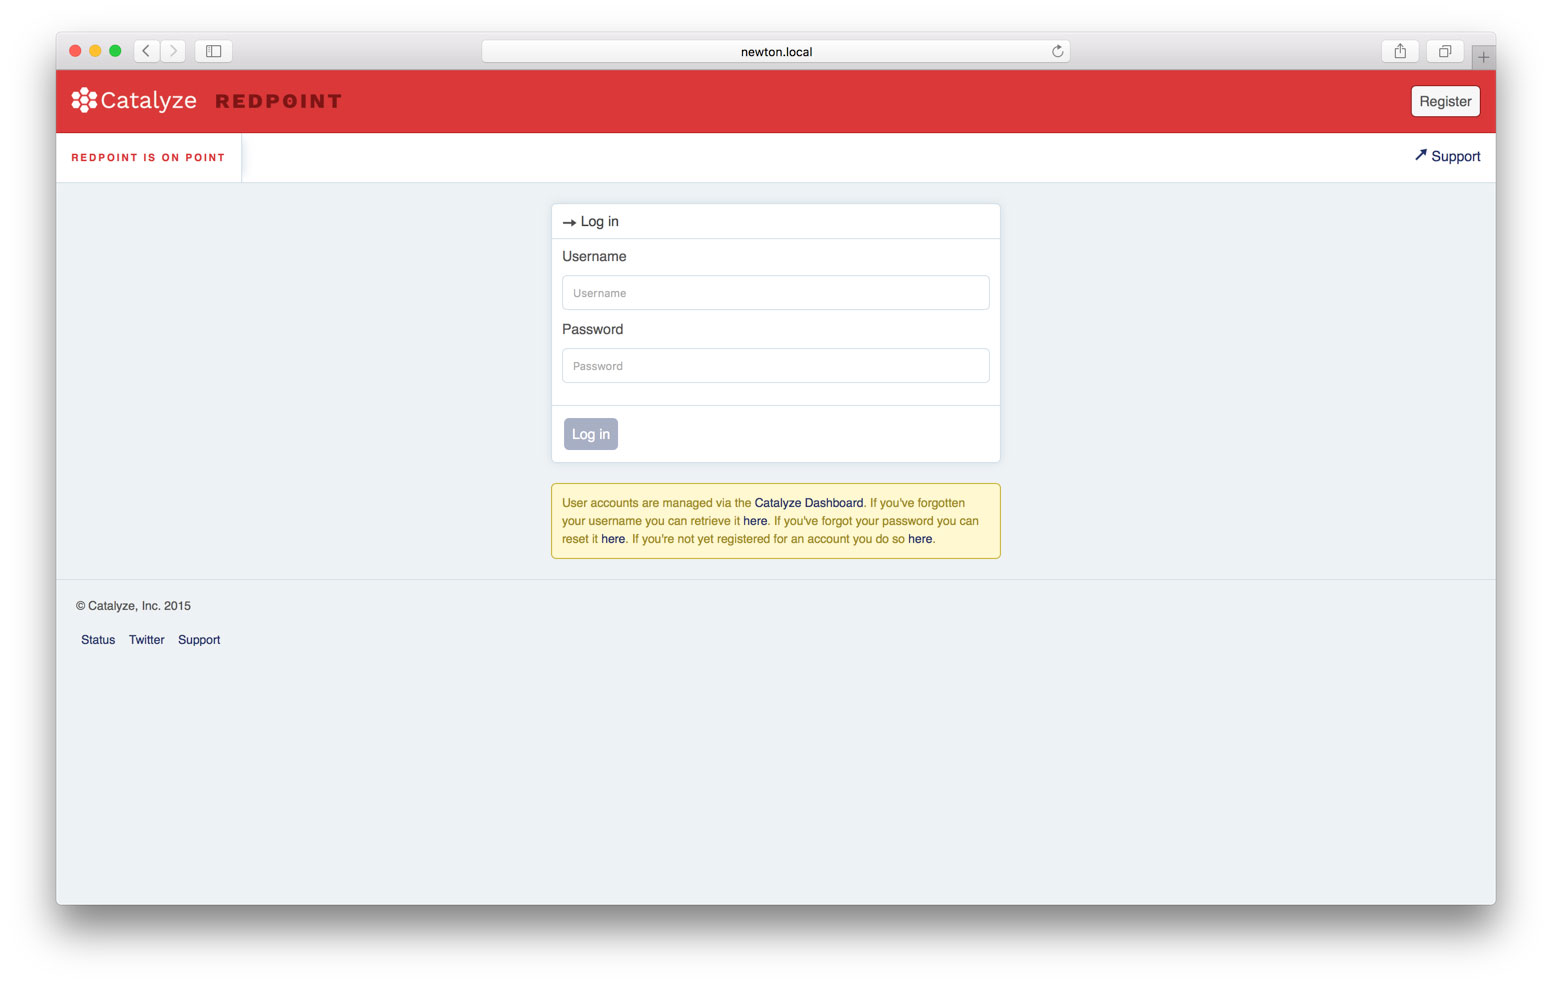 newton.local
Catalyze REDPOINT
Register
REDPOINT IS ON POINT
Support
Log in
Username
Username
Password
Password
Log in
User accounts are managed via the Catalyze Dashboard. If you've forgotten
your username you can retrieve it here. If you've forgot your password you can
reset it here. If you're not yet registered for an account you do so here.
© Catalyze, Inc. 2015
Status Twitter Support